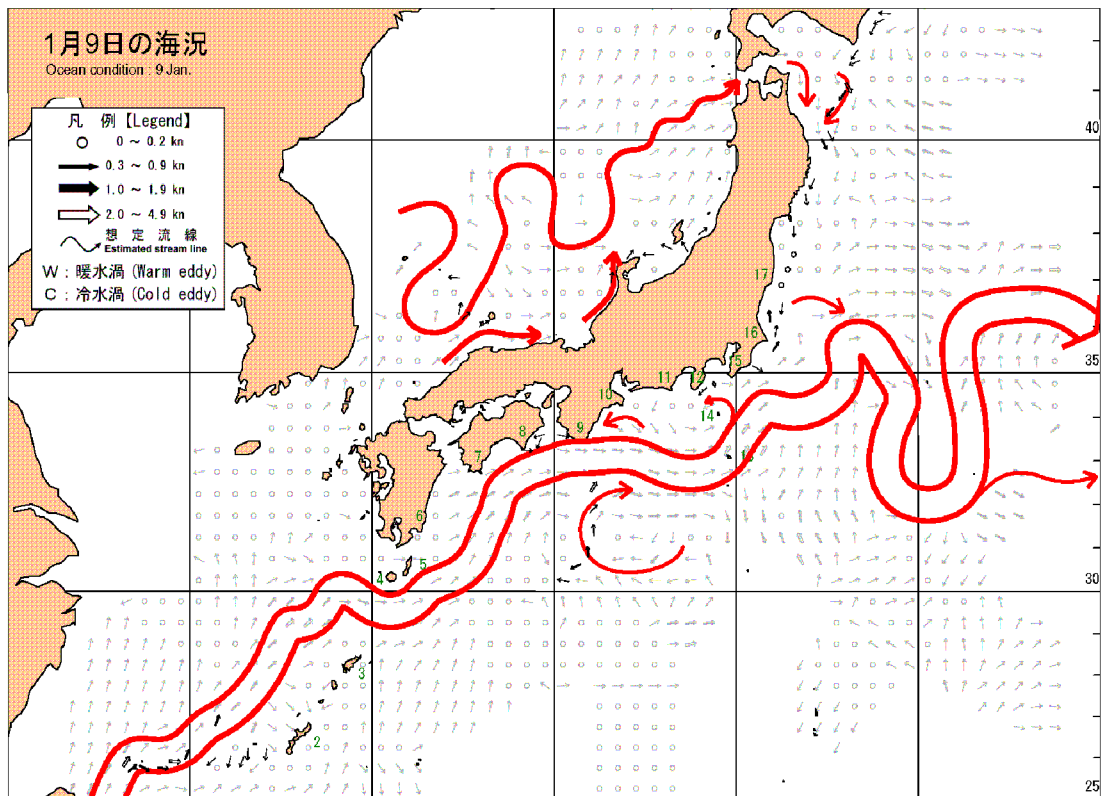 1月9日の海況
Ocean condition : 9 Jan.
凡 例【Legend】
0 ～ 0.2 kn
0.3 ～ 0.9 kn
1.0 ～ 1.9 kn
2.0 ～ 4.9 kn
想 定 流 線
Estimated stream line
W : 暖水渦 (Warm eddy)
C : 冷水渦 (Cold eddy)
40
17
16
15
35
12
11
10
14
9
8
7
13
6
5
4
30
3
2
25